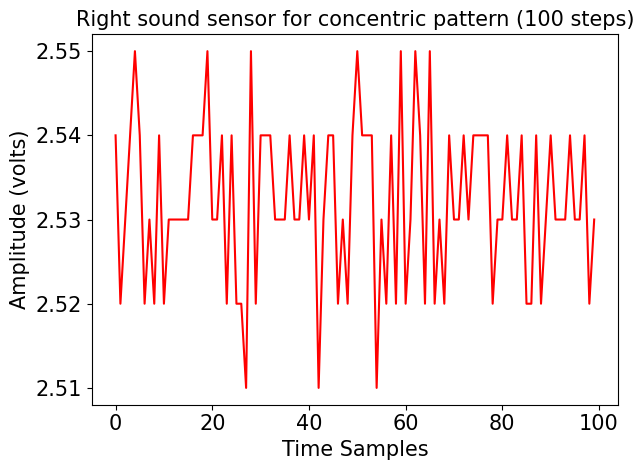 Right sound sensor for concentric pattern (100 steps)
2.55
2.54
2.53
2.52
2.51
Amplitude (volts)
0 20 40 60 80 100
Time Samples